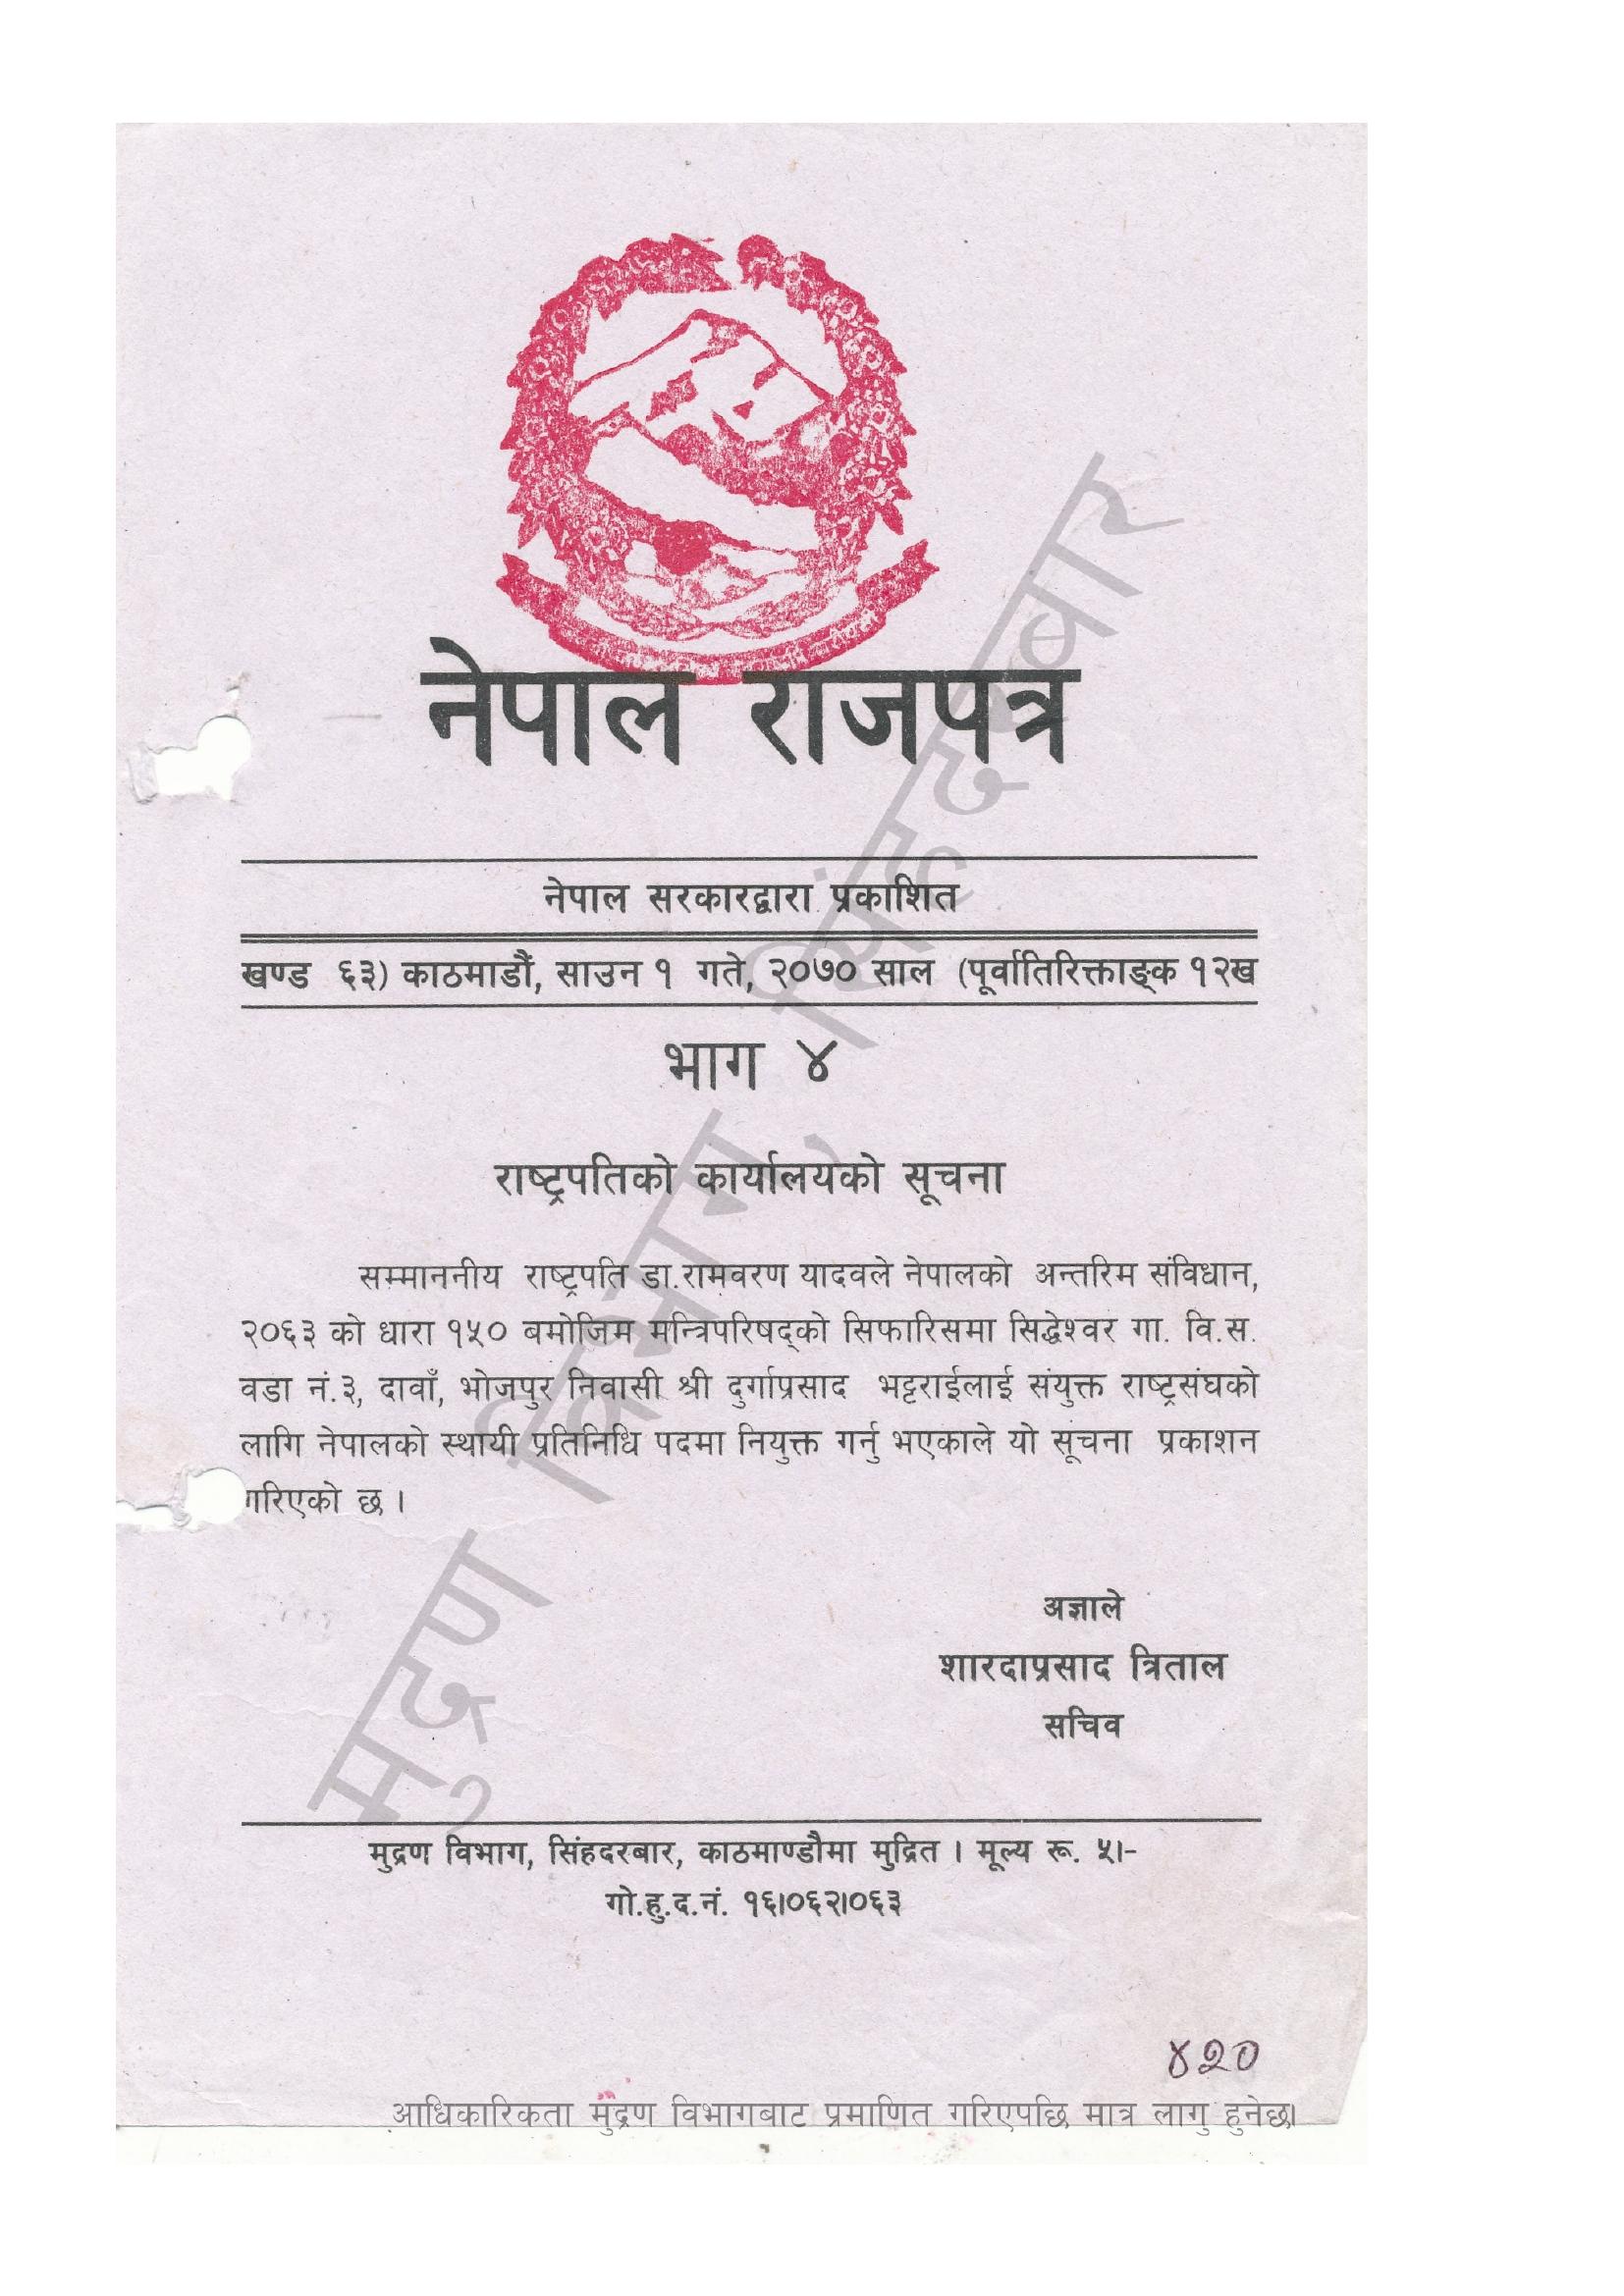 नेपाल राजपत्र
नेपाल सरकारद्वारा प्रकाशित
खण्ड ६३) काठमाडौं, साउन १ गते, २०७० साल (पूर्वातिरिक्ताङ्क १२ख
भाग ४
राष्ट्रपतिको कार्यालयको सूचना
सम्माननीय राष्ट्रपति डा.रामवरण यादवले नेपालको अन्तरिम संविधान,
२०६३ को धारा १५० बमोजिम मन्त्रिपरिषद्को सिफारिसमा सिद्धेश्वर गा. वि.स.
वडा नं.३, दावाँ, भोजपुर निवासी श्री दुर्गाप्रसाद भट्टराईलाई संयुक्त राष्ट्रसंघको
लागि नेपालको स्थायी प्रतिनिधि पदमा नियुक्त गर्नु भएकाले यो सूचना प्रकाशन
गरिएको छ ।
अज्ञाले
शारदाप्रसाद त्रिताल
सचिव
मुद्रण विभाग, सिंहदरबार, काठमाण्डौमा मुद्रित । मूल्य रू. ५।-
गो.हु.द.नं. १६।०६२।०६३
४२०
आधिकारिकता मुद्रण विभागबाट प्रमाणित गरिएपछि मात्र लागु हुनेछ।
मुद्रण विभाग, सिंहदरबार